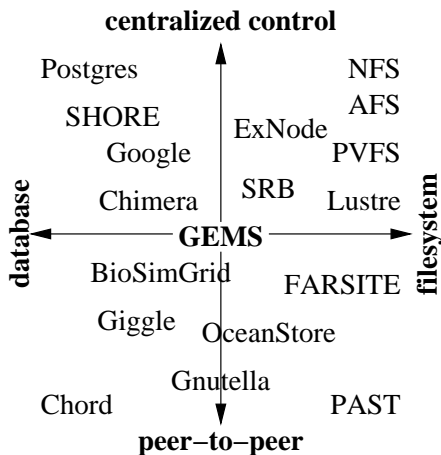 centralized control
Postgres NFS
SHORE AFS
ExNode
Google PVFS
SRB
Chimera Lustre
database GEMS filesystem
BioSimGrid FARSITE
Giggle OceanStore
Gnutella
Chord PAST
peer−to−peer